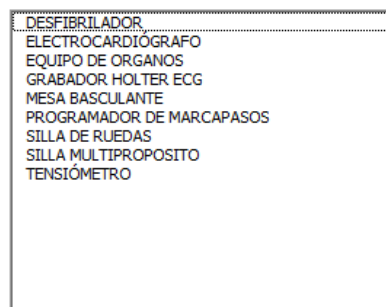 DESFIBRILADOR
ELECTROCARDIÓGRAFO
EQUIPO DE ORGANOS
GRABADOR HOLTER ECG
MESA BASCULANTE
PROGRAMADOR DE MARCAPASOS
SILLA DE RUEDAS
SILLA MULTIPROPOSITO
TENSIÓMETRO